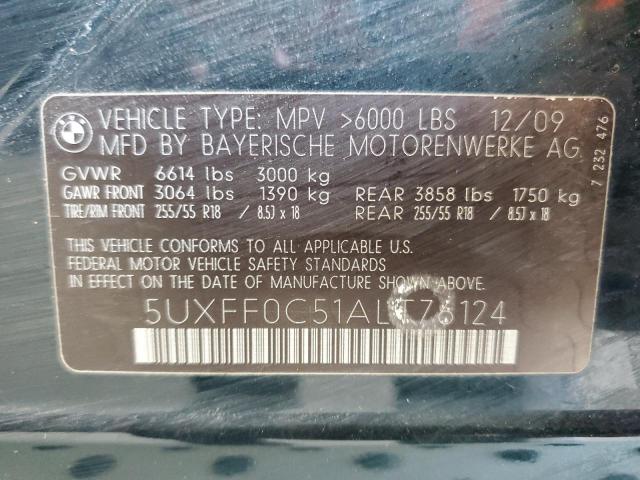 BMW
VEHICLE TYPE: MPV >6000 LBS 12/09
MFD BY BAYERISCHE MOTORENWERKE AG
GVWR 6614 lbs 3000 kg
GAWR FRONT 3064 lbs 1390 kg REAR 3858 lbs 1750 kg
TIRE/RIM FRONT 255/55 R18 / 8.5J x 18 REAR 255/55 R18 / 8.5J x 18
THIS VEHICLE CONFORMS TO ALL APPLICABLE U.S.
FEDERAL MOTOR VEHICLE SAFETY STANDARDS
IN EFFECT ON THE DATE OF MANUFACTURE SHOWN ABOVE.
7 232 476